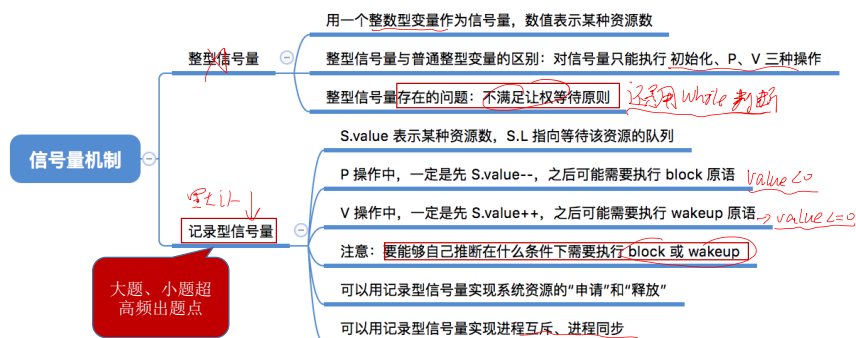 用一个整数型变量作为信号量，数值表示某种资源数
整型信号量
整型信号量与普通整型变量的区别：对信号量只能执行 初始化、P、V 三种操作
整型信号量存在的问题：不满足让权等待原则
还是用 while 判断
信号量机制
S.value 表示某种资源数，S.L 指向等待该资源的队列
P 操作中，一定是先 S.value--，之后可能需要执行 block 原语
value<0
默认
V 操作中，一定是先 S.value++，之后可能需要执行 wakeup 原语
value<=0
记录型信号量
注意：要能够自己推断在什么条件下需要执行 block 或 wakeup
大题、小题超
高频出题点
可以用记录型信号量实现系统资源的“申请”和“释放”
可以用记录型信号量实现进程互斥、进程同步